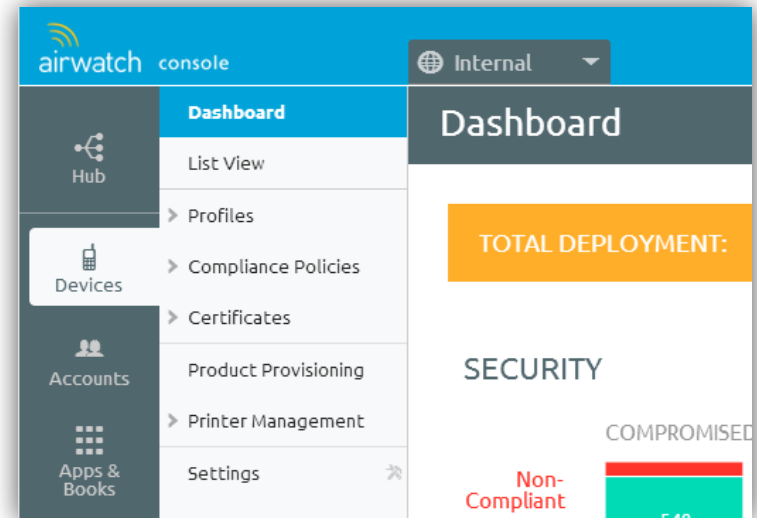 airwatch console
Internal
Hub
Devices
Accounts
Apps &
Books
Dashboard
List View
Profiles
Compliance Policies
Certificates
Product Provisioning
Printer Management
Settings
Dashboard
TOTAL DEPLOYMENT:
SECURITY
COMPROMISED
Non-
Compliant